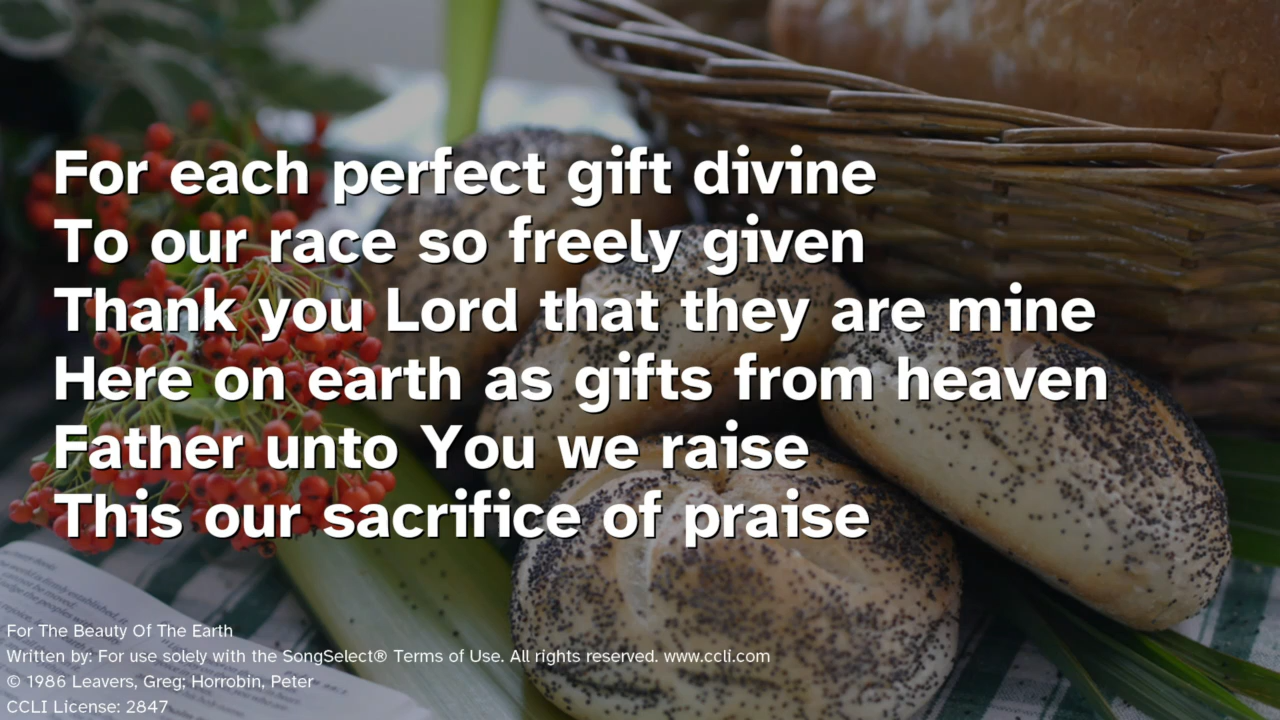 For each perfect gift divine
To our race so freely given
Thank you Lord that they are mine
Here on earth as gifts from heaven
Father unto You we raise
This our sacrifice of praise
For The Beauty Of The Earth
Written by: For use solely with the SongSelect® Terms of Use. All rights reserved. www.ccli.com
© 1986 Leavers, Greg; Horrobin, Peter
CCLI License: 2847